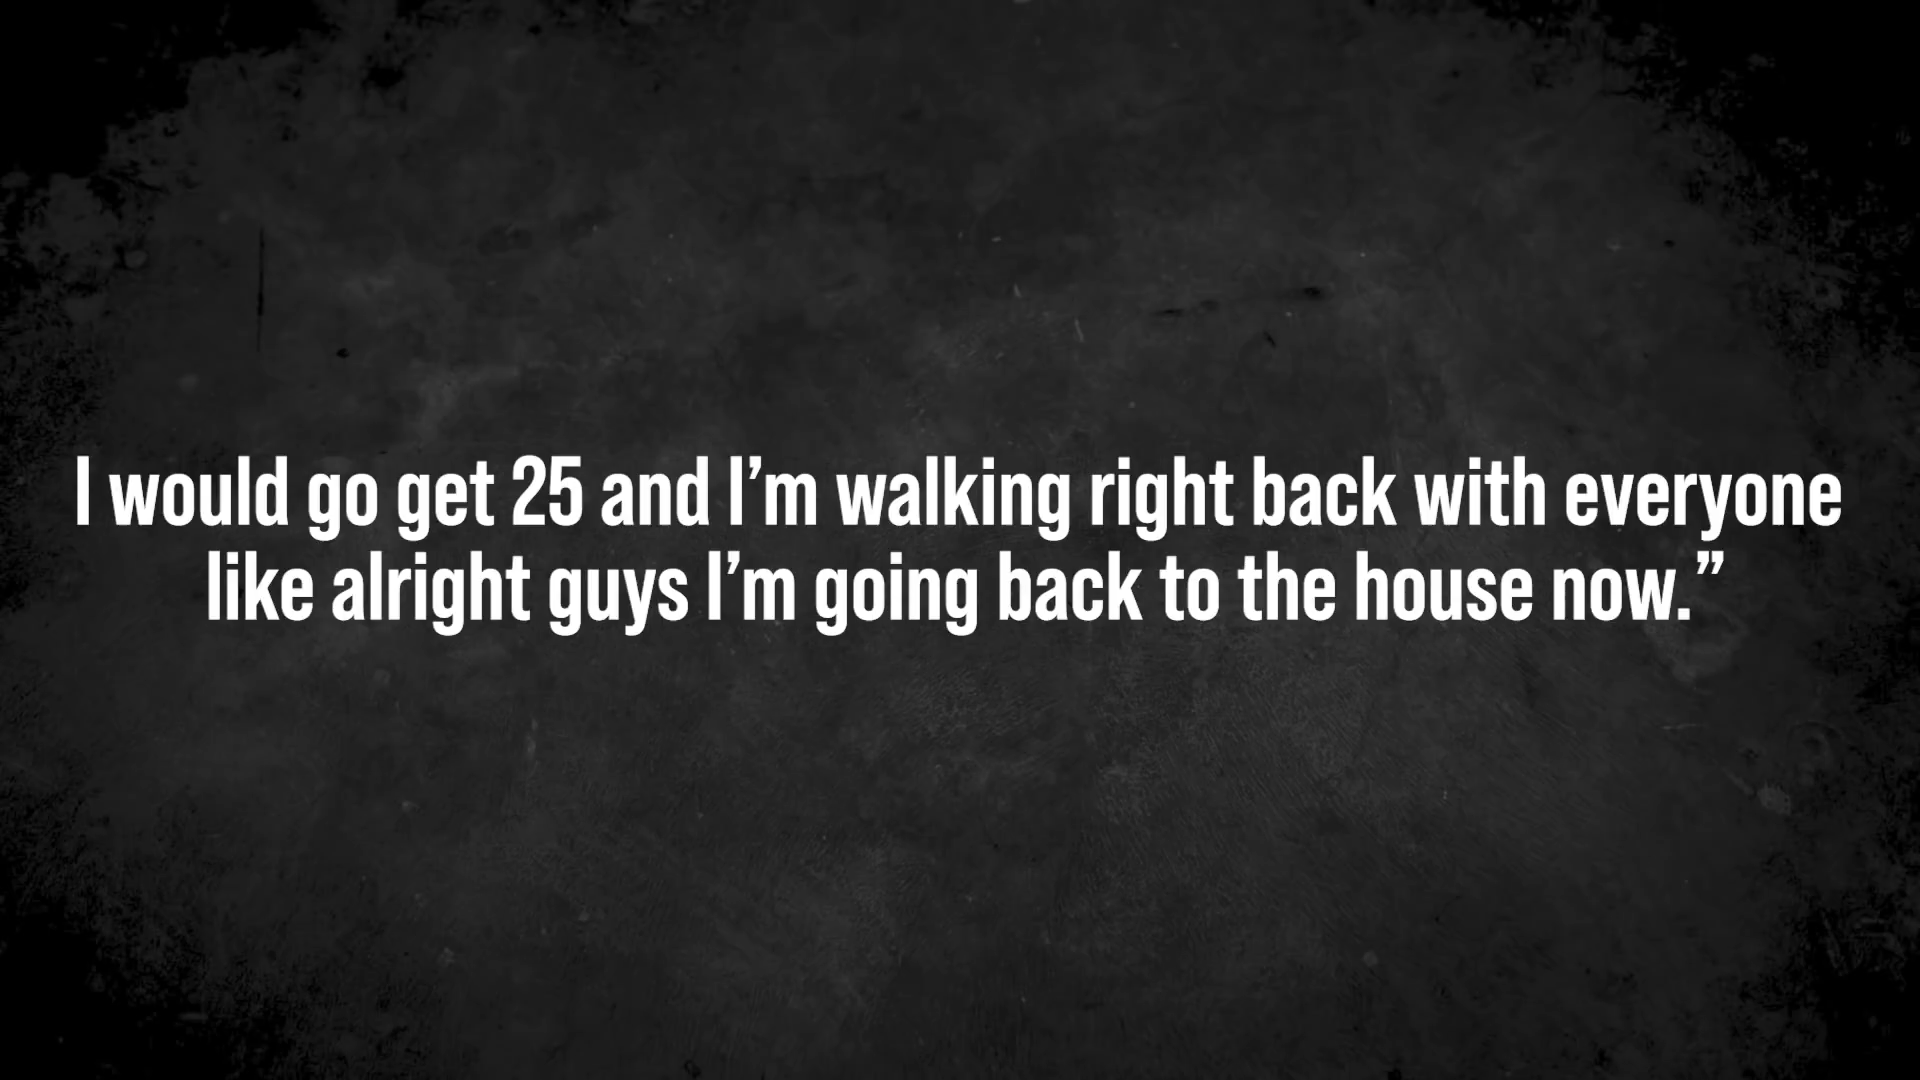 I would go get 25 and I’m walking right back with everyone
like alright guys I’m going back to the house now.”